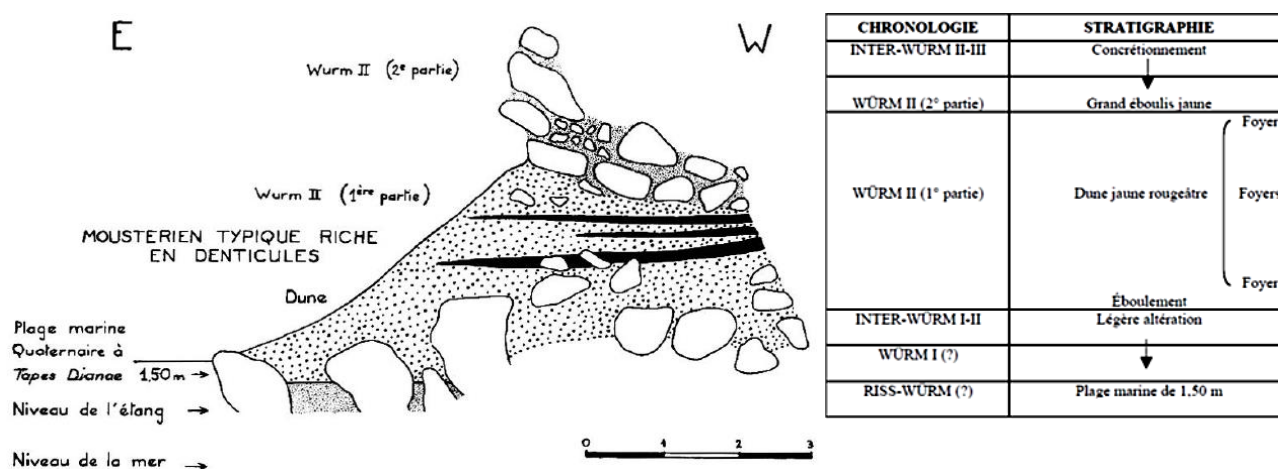 E
W
Wurm II (2e partie)
Wurm II (1ère partie)
MOUSTERIEN TYPIQUE RICHE
EN DENTICULES
Dune
Plage marine
Quaternaire à
Tapes Dianae 1,50 m
Niveau de l'étang
Niveau de la mer
0 1 2 3
CHRONOLOGIE STRATIGRAPHIE
INTER-WÜRM II-III Concrétionnement
WÜRM II (2° partie) Grand éboulis jaune
Foyer
WÜRM II (1° partie) Dune jaune rougeâtre Foyers
Foyer
Éboulement
INTER-WÜRM I-II Légère altération
WÜRM I (?)
RISS-WÜRM (?) Plage marine de 1,50 m